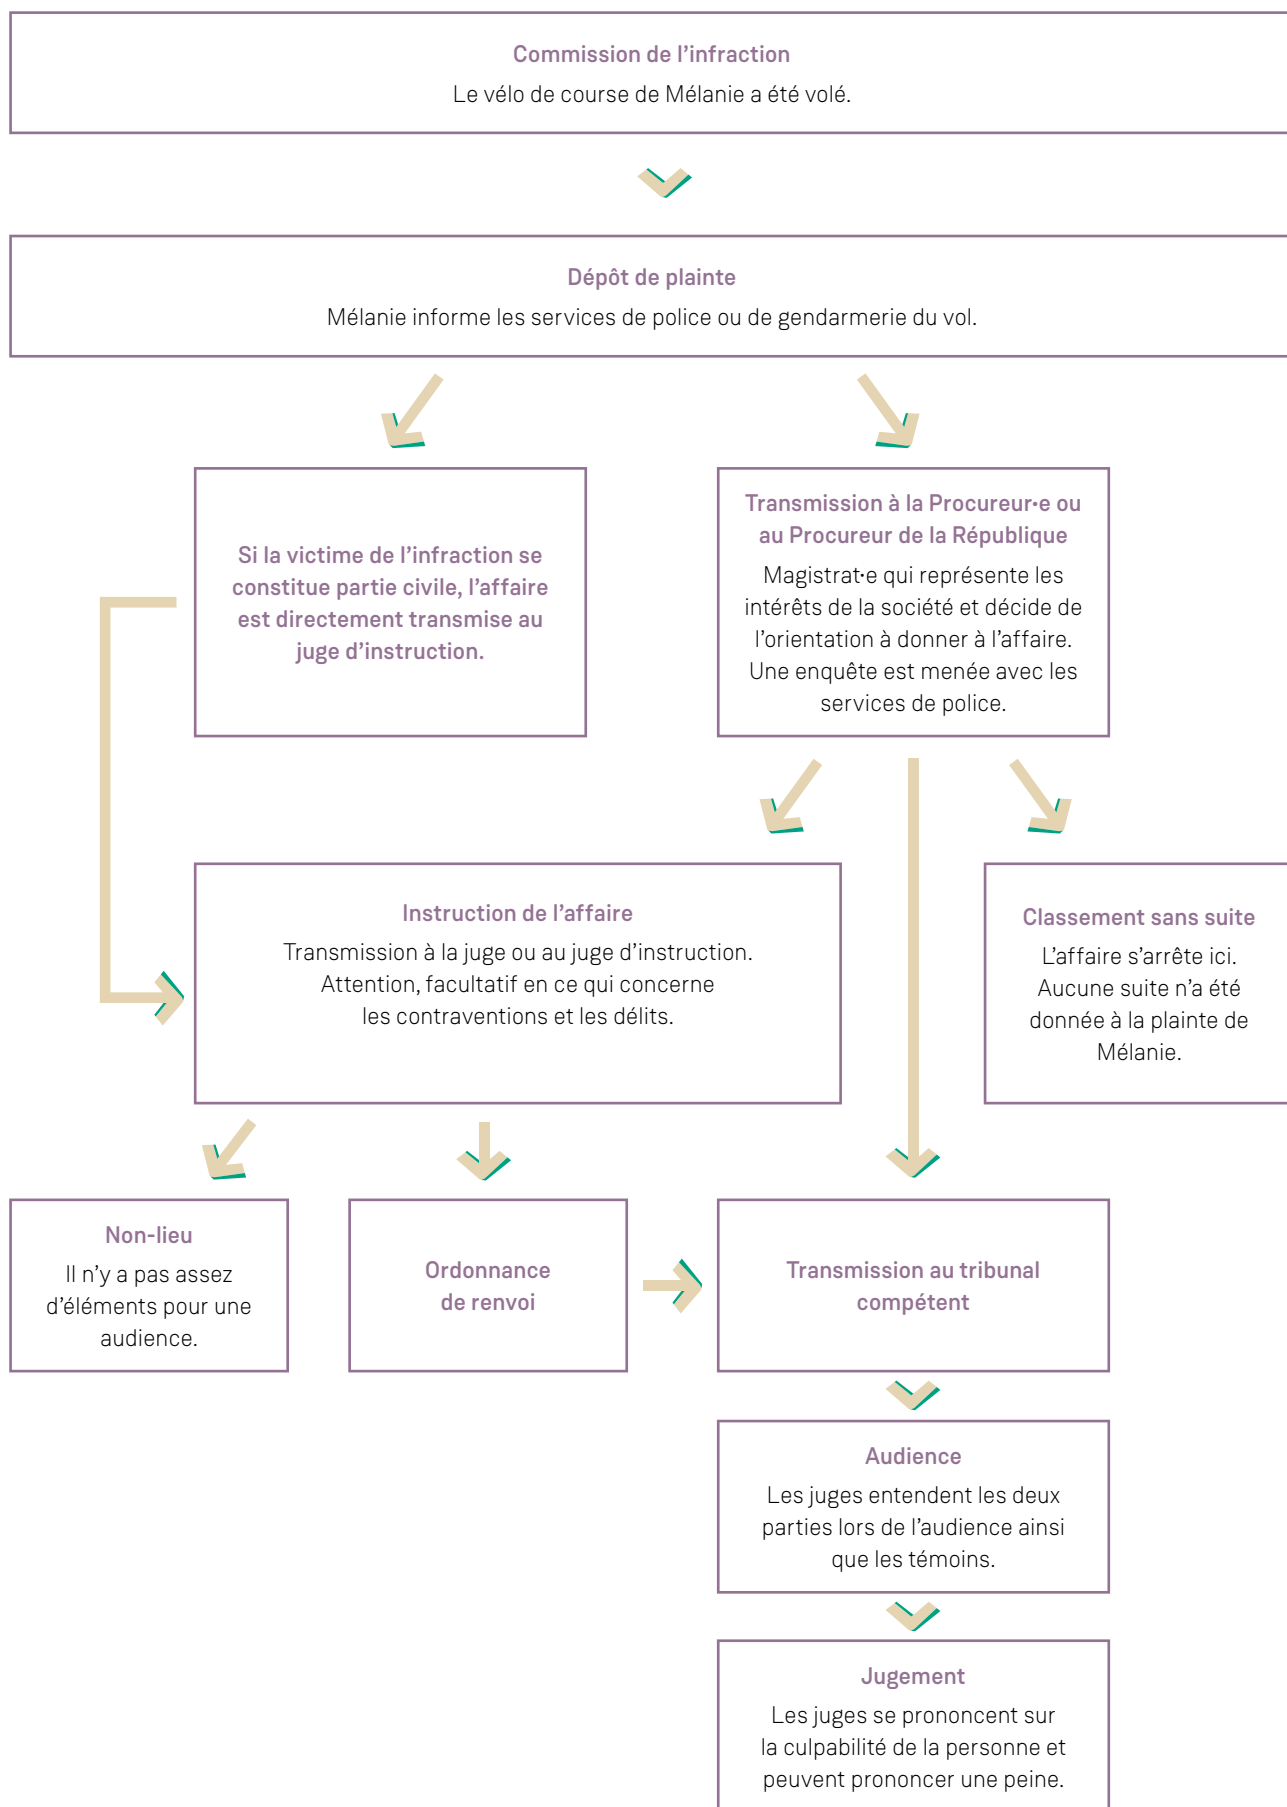 Commission de l'infraction
Le vélo de course de Mélanie a été volé.
Dépôt de plainte
Mélanie informe les services de police ou de gendarmerie du vol.
Si la victime de l'infraction se
constitue partie civile, l'affaire
est directement transmise au
juge d'instruction.
Transmission à la Procureur·e ou
au Procureur de la République
Magistrat·e qui représente les
intérêts de la société et décide de
l'orientation à donner à l'affaire.
Une enquête est menée avec les
services de police.
Instruction de l'affaire
Transmission à la juge ou au juge d'instruction.
Attention, facultatif en ce qui concerne
les contraventions et les délits.
Classement sans suite
L'affaire s'arrête ici.
Aucune suite n'a été
donnée à la plainte de
Mélanie.
Non-lieu
Il n'y a pas assez
d'éléments pour une
audience.
Ordonnance
de renvoi
Transmission au tribunal
compétent
Audience
Les juges entendent les deux
parties lors de l'audience ainsi
que les témoins.
Jugement
Les juges se prononcent sur
la culpabilité de la personne et
peuvent prononcer une peine.